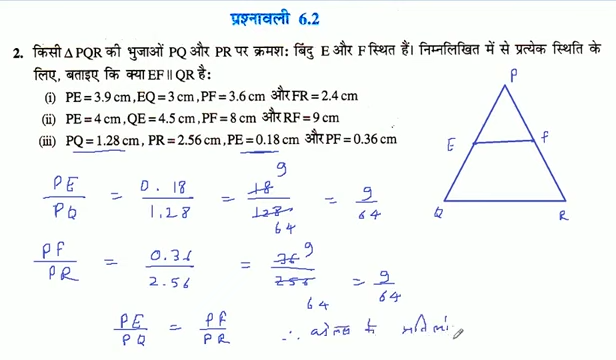 प्रश्नावली 6.2
2. किसी Δ PQR की भुजाओं PQ और PR पर क्रमश: बिंदु E और F स्थित हैं। निम्नलिखित में से प्रत्येक स्थिति के
लिए, बताइए कि क्या EF || QR है:
(i) PE = 3.9 cm, EQ = 3 cm, PF = 3.6 cm और FR = 2.4 cm
(ii) PE = 4 cm, QE = 4.5 cm, PF = 8 cm और RF = 9 cm
(iii) PQ = 1.28 cm, PR = 2.56 cm, PE = 0.18 cm और PF = 0.36 cm
P
E F
Q R
PE/PQ = 0.18/1.28 = 18 9/128 64 = 9/64
PF/PR = 0.36/2.56 = 36 9/256 64 = 9/64
PE/PQ = PF/PR ∴ के